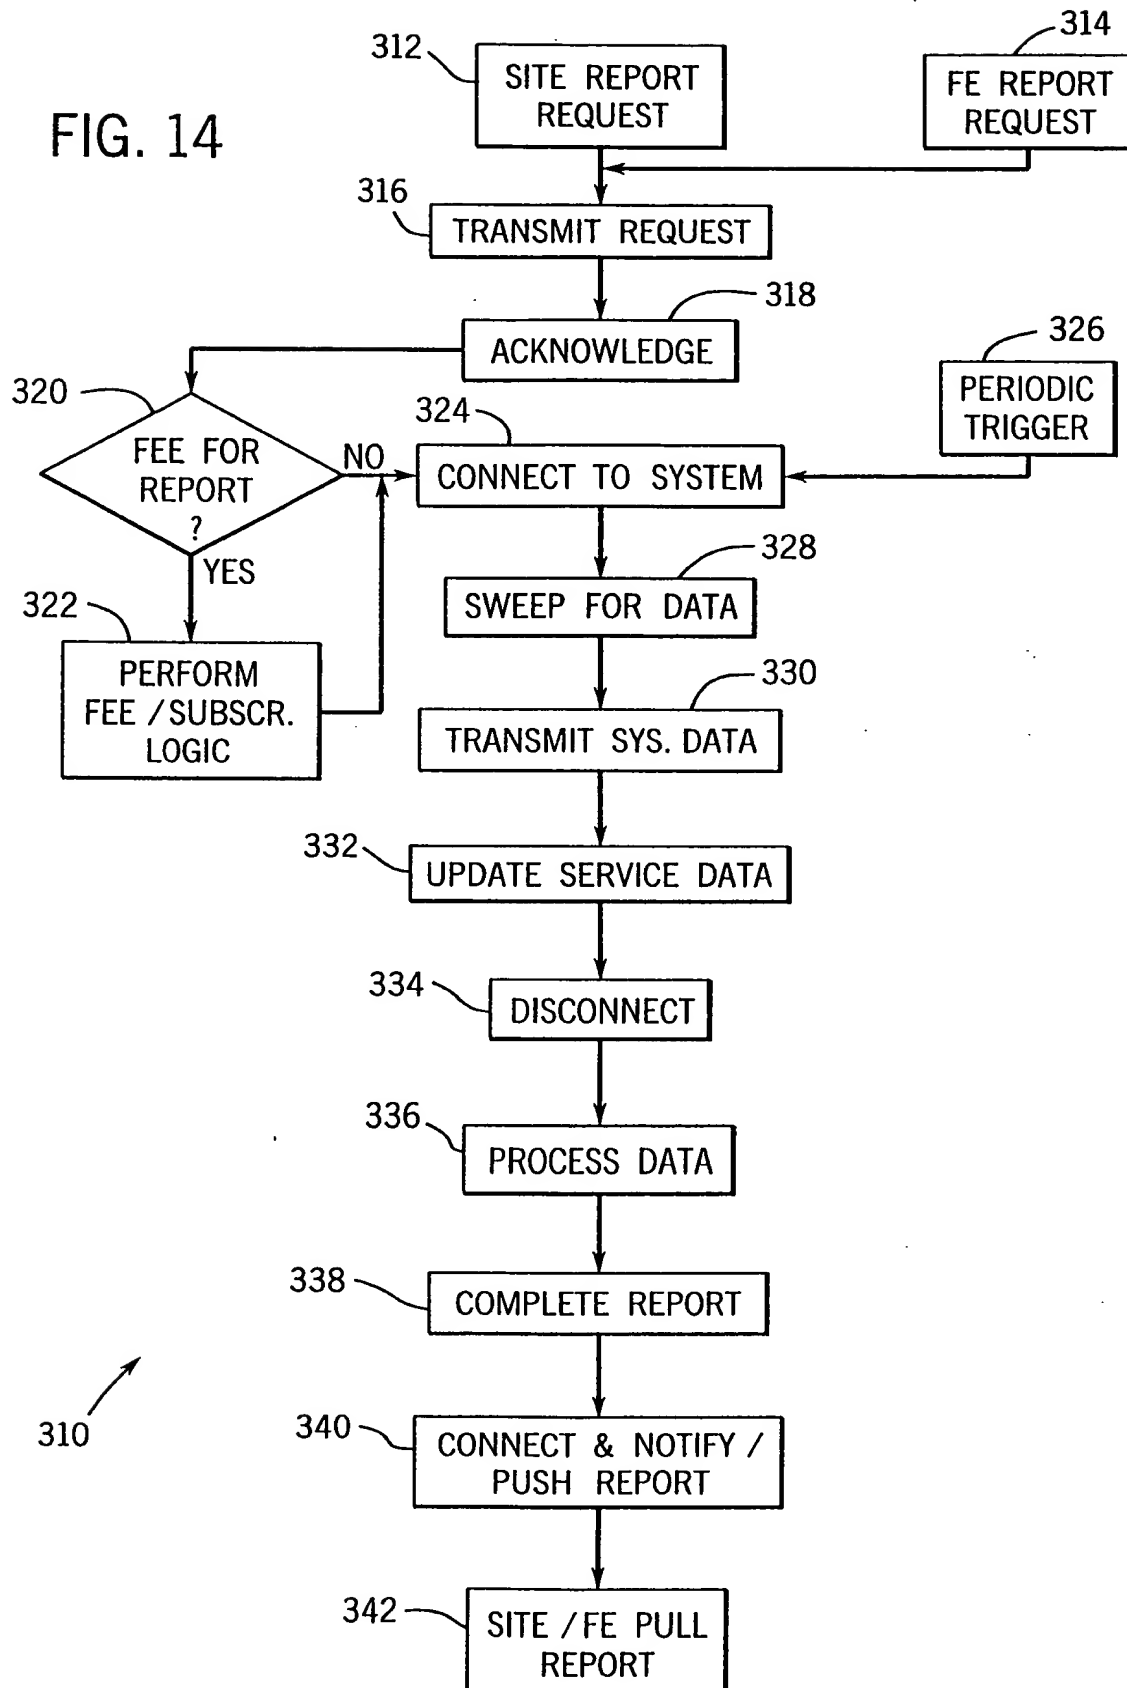 FIG. 14
312
SITE REPORT
REQUEST
314
FE REPORT
REQUEST
316
TRANSMIT REQUEST
318
ACKNOWLEDGE
320
FEE FOR
REPORT
?
NO
YES
322
PERFORM
FEE / SUBSCR.
LOGIC
324
CONNECT TO SYSTEM
326
PERIODIC
TRIGGER
328
SWEEP FOR DATA
330
TRANSMIT SYS. DATA
332
UPDATE SERVICE DATA
334
DISCONNECT
336
PROCESS DATA
338
COMPLETE REPORT
310
340
CONNECT & NOTIFY /
PUSH REPORT
342
SITE / FE PULL
REPORT